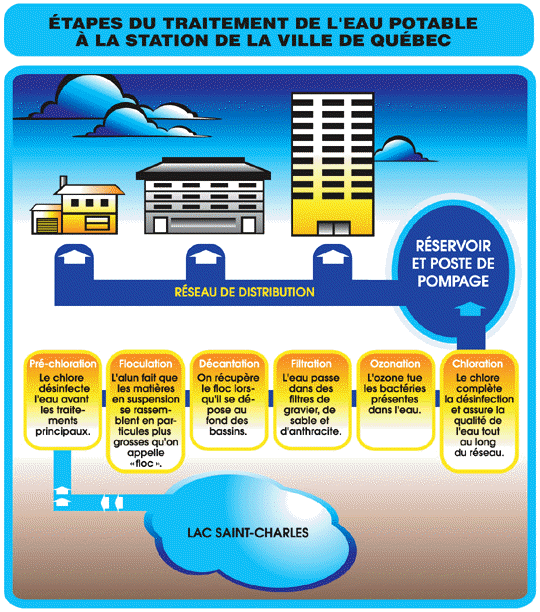 ÉTAPES DU TRAITEMENT DE L'EAU POTABLE
À LA STATION DE LA VILLE DE QUÉBEC
RÉSERVOIR
ET POSTE DE
POMPAGE
RÉSEAU DE DISTRIBUTION
Pré-chloration
Le chlore
désinfecte
l'eau avant
les traite-
ments
principaux.
Floculation
L'alun fait que
les matières
en suspension
se rassem-
blent en par-
ticules plus
grosses qu'on
appelle
«floc».
Décantation
On récupère
le floc lors-
qu'il se dé-
pose au
fond des
bassins.
Filtration
L'eau passe
dans des
filtres de
gravier, de
sable et
d'anthracite.
Ozonation
L'ozone tue
les bactéries
présentes
dans l'eau.
Chloration
Le chlore
complète
la désinfection
et assure la
qualité de
l'eau tout
au long
du réseau.
LAC SAINT-CHARLES